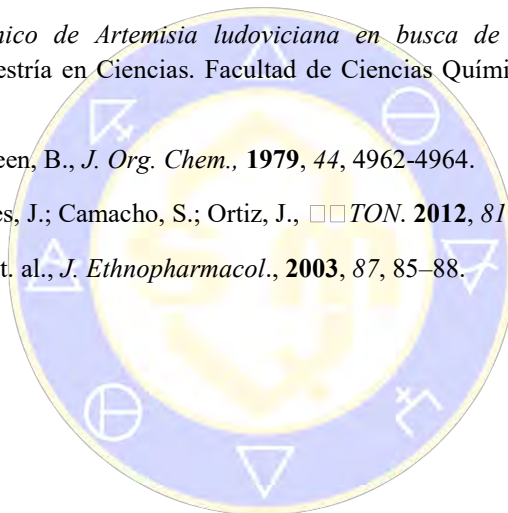 nico de Artemisia ludoviciana en busca de
estría en Ciencias. Facultad de Ciencias Quími
een, B., J. Org. Chem., 1979, 44, 4962-4964.
es, J.; Camacho, S.; Ortiz, J., □□TON. 2012, 81
t. al., J. Ethnopharmacol., 2003, 87, 85–88.